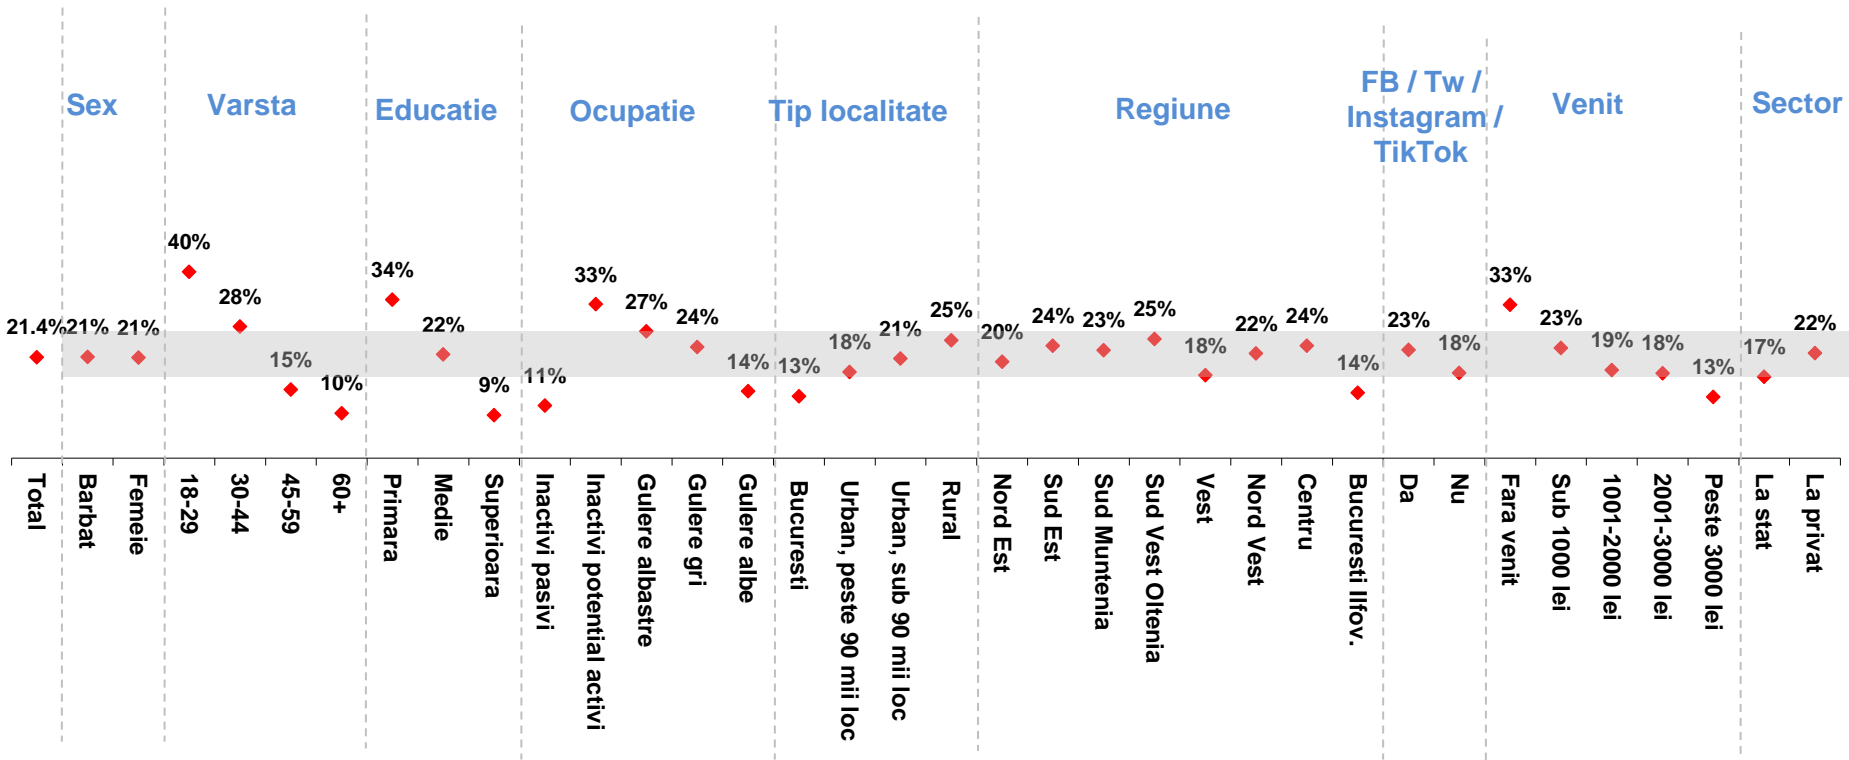 Sex
Varsta
Educatie
Ocupatie
Tip localitate
Regiune
FB / Tw /
Instagram /
TikTok
Venit
Sector
21.4%
21%
21%
40%
28%
15%
10%
34%
22%
9%
11%
33%
27%
24%
14%
13%
18%
21%
25%
20%
24%
23%
25%
18%
22%
24%
14%
23%
18%
33%
23%
19%
18%
13%
17%
22%
Total
Barbat
Femeie
18-29
30-44
45-59
60+
Primara
Medie
Superioara
Inactivi pasivi
Inactivi potential activi
Gulere albastre
Gulere gri
Gulere albe
Bucuresti
Urban, peste 90 mii loc
Urban, sub 90 mii loc
Rural
Nord Est
Sud Est
Sud Muntenia
Sud Vest Oltenia
Vest
Nord Vest
Centru
Bucuresti Ilfov.
Da
Nu
Fara venit
Sub 1000 lei
1001-2000 lei
2001-3000 lei
Peste 3000 lei
La stat
La privat